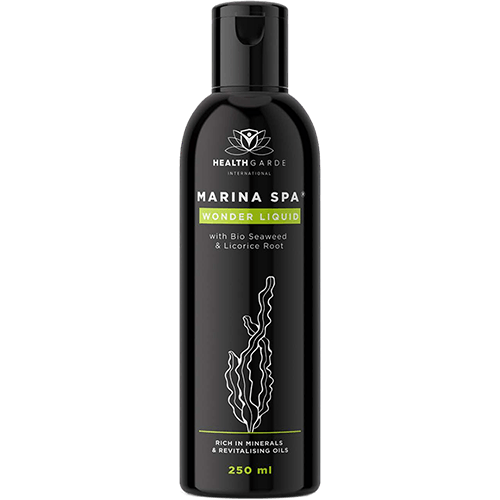 HEALTHGARDE
INTERNATIONAL
MARINA SPA®
WONDER LIQUID
with Bio Seaweed
& Licorice Root
RICH IN MINERALS
& REVITALISING OILS
250 ml